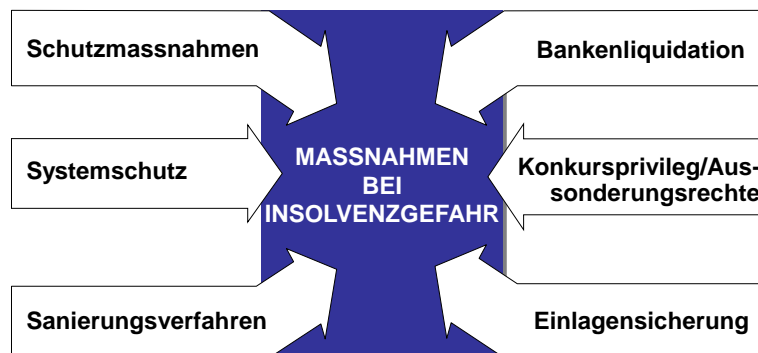 Schutzmassnahmen
Bankenliquidation
Systemschutz
MASSNAHMEN
BEI
INSOLVENZGEFAHR
Konkursprivileg/Aus-
sonderungsrechte
Sanierungsverfahren
Einlagensicherung